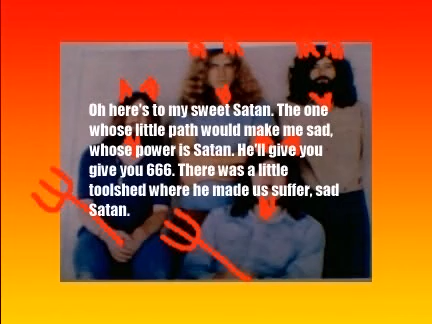 Oh here's to my sweet Satan. The one
whose little path would make me sad,
whose power is Satan. He'll give you
give you 666. There was a little
toolshed where he made us suffer, sad
Satan.